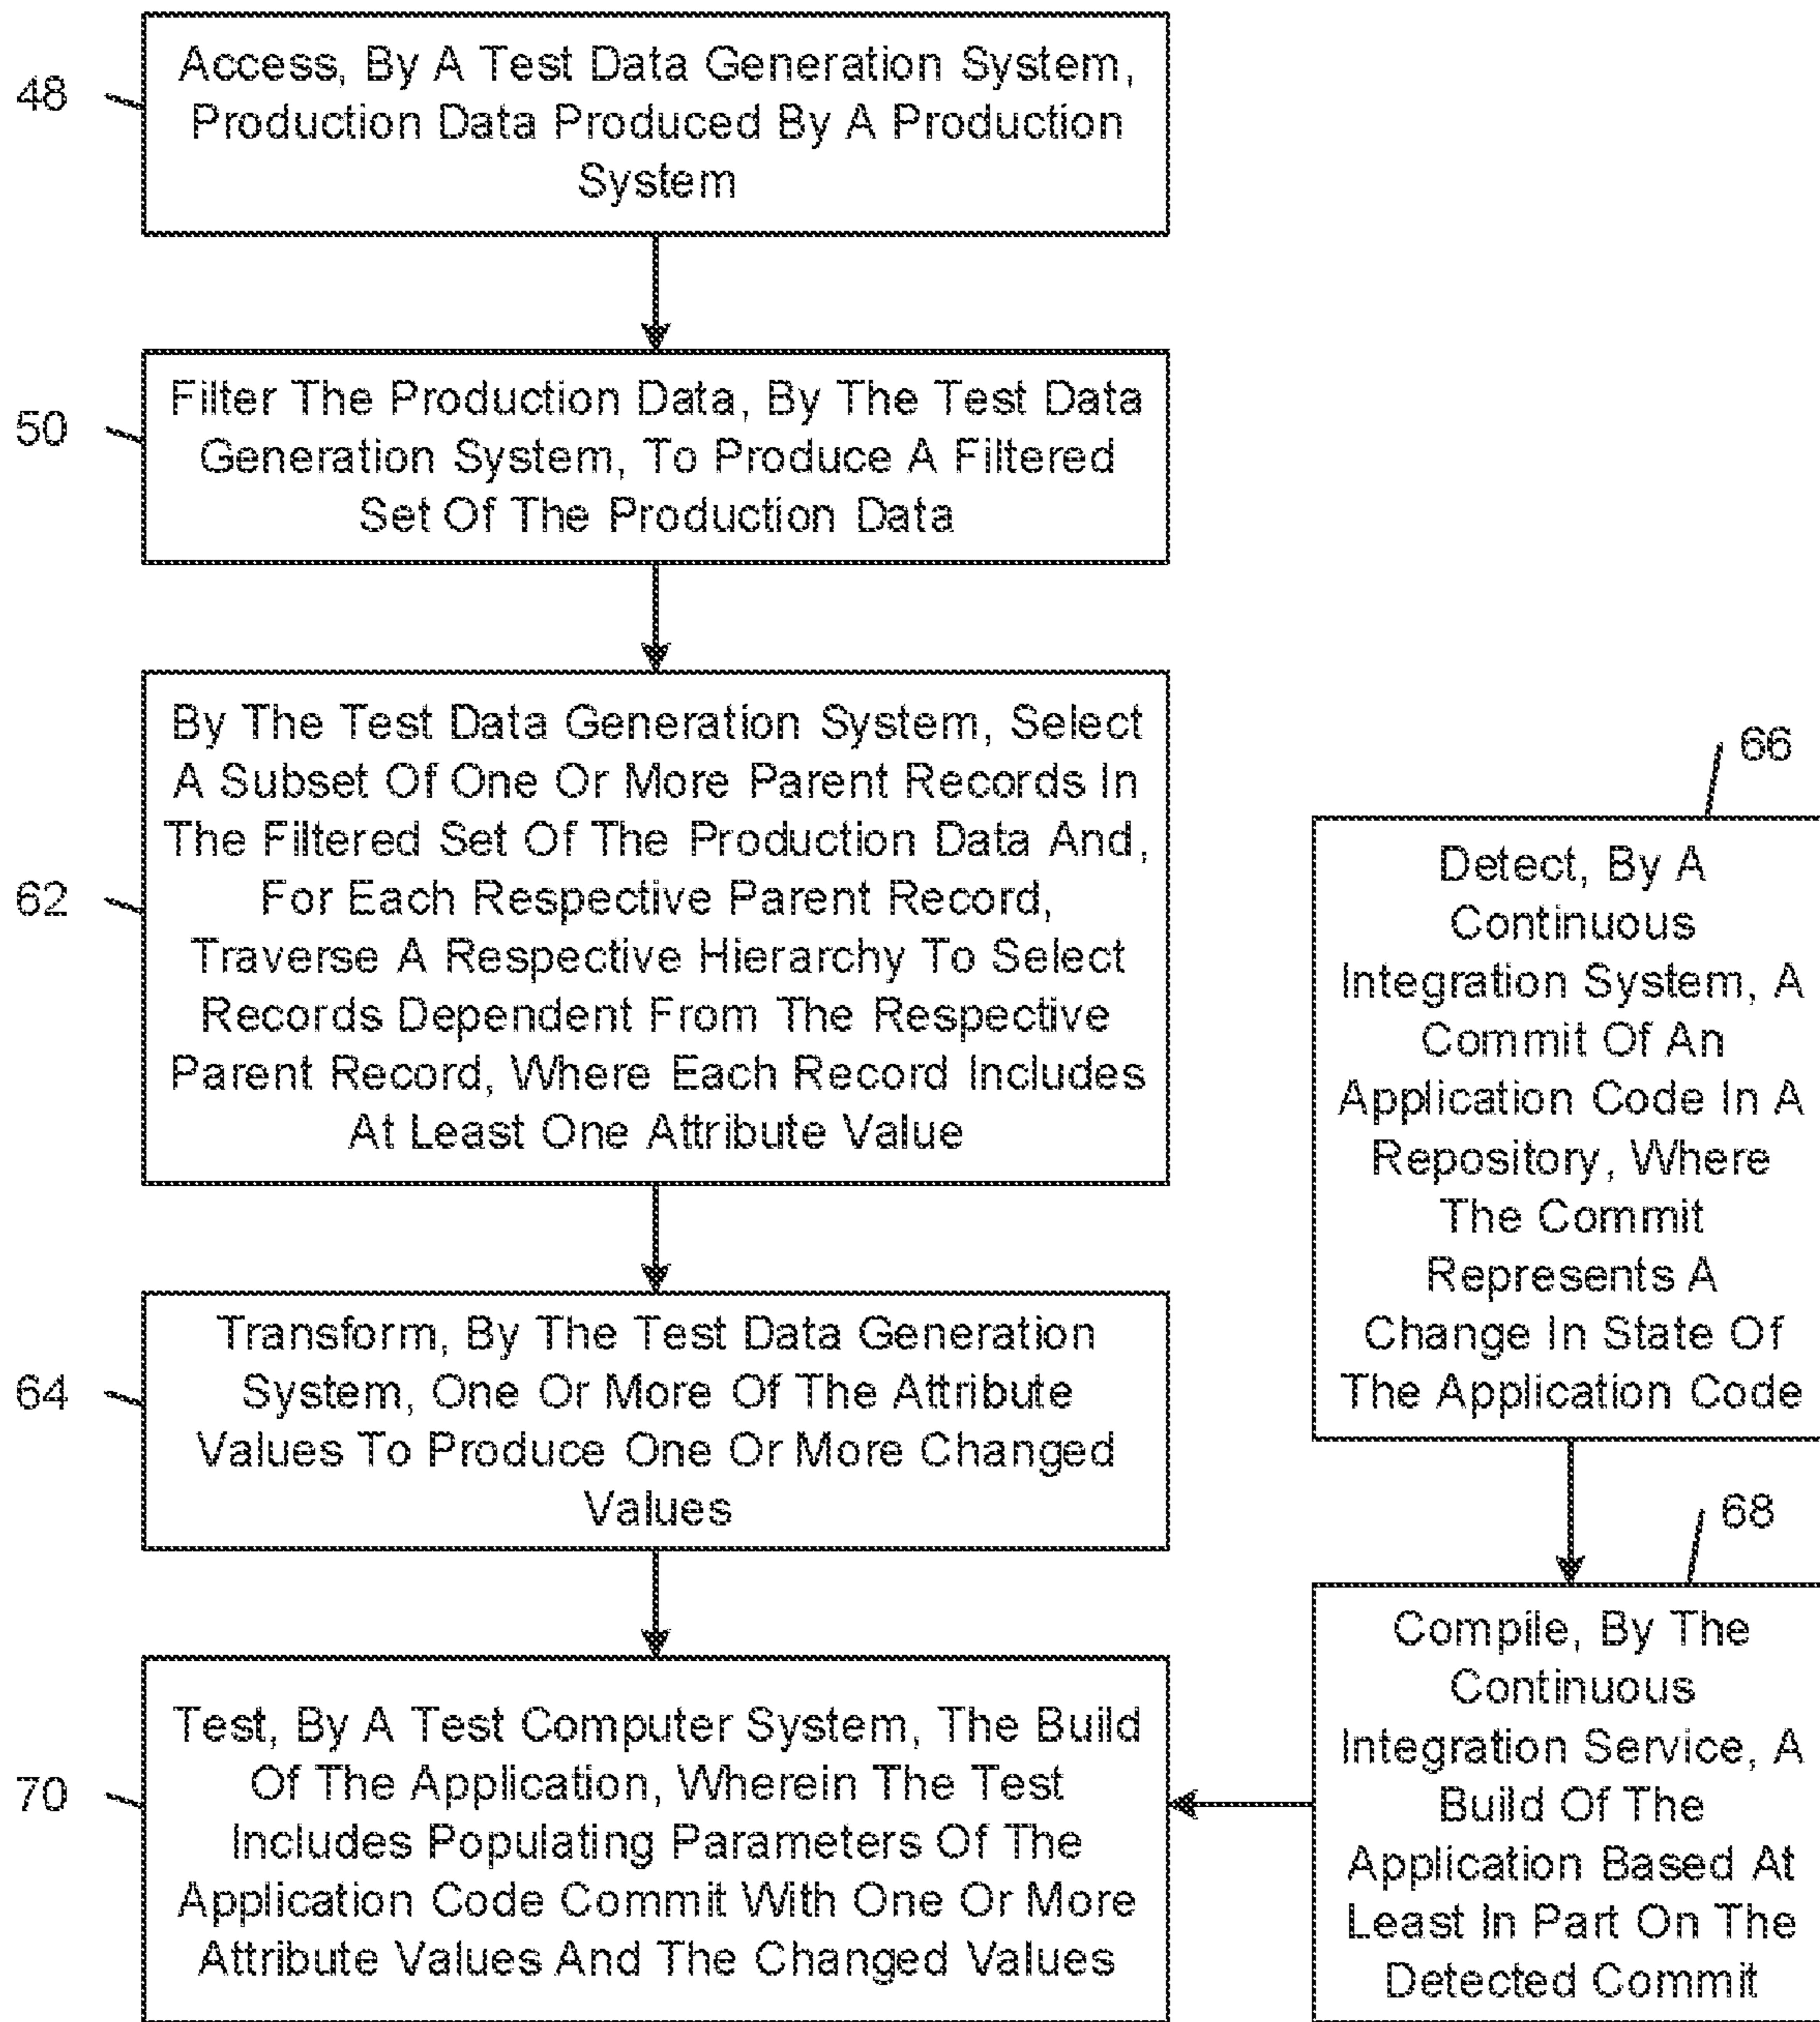 48
Access, By A Test Data Generation System,
Production Data Produced By A Production
System
50
Filter The Production Data, By The Test Data
Generation System, To Produce A Filtered
Set Of The Production Data
62
By The Test Data Generation System, Select
A Subset Of One Or More Parent Records In
The Filtered Set Of The Production Data And,
For Each Respective Parent Record,
Traverse A Respective Hierarchy To Select
Records Dependent From The Respective
Parent Record, Where Each Record Includes
At Least One Attribute Value
64
Transform, By The Test Data Generation
System, One Or More Of The Attribute
Values To Produce One Or More Changed
Values
66
Detect, By A
Continuous
Integration System, A
Commit Of An
Application Code In A
Repository, Where
The Commit
Represents A
Change In State Of
The Application Code
68
Compile, By The
Continuous
Integration Service, A
Build Of The
Application Based At
Least In Part On The
Detected Commit
70
Test, By A Test Computer System, The Build
Of The Application, Wherein The Test
Includes Populating Parameters Of The
Application Code Commit With One Or More
Attribute Values And The Changed Values